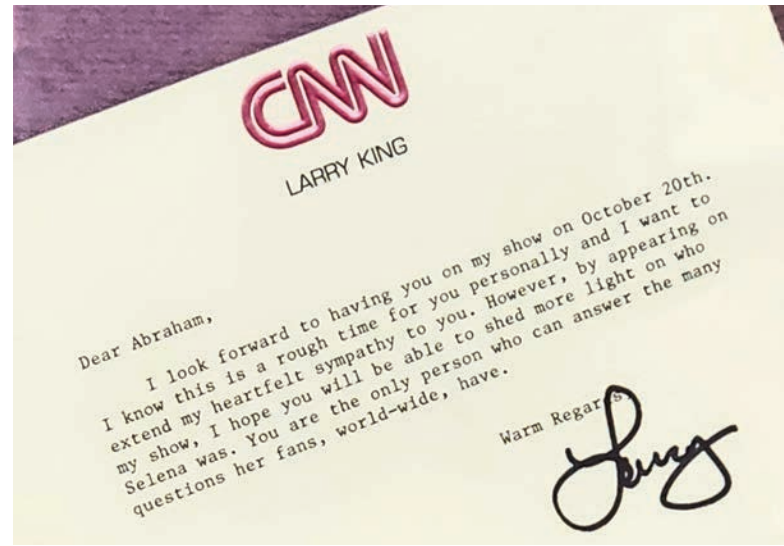 CNN
LARRY KING
Dear Abraham,
I look forward to having you on my show on October 20th.
I know this is a rough time for you personally and I want to
extend my heartfelt sympathy to you. However, by appearing on
my show, I hope you will be able to shed more light on who
Selena was. You are the only person who can answer the many
questions her fans, world-wide, have.
Warm Regards,
Larry